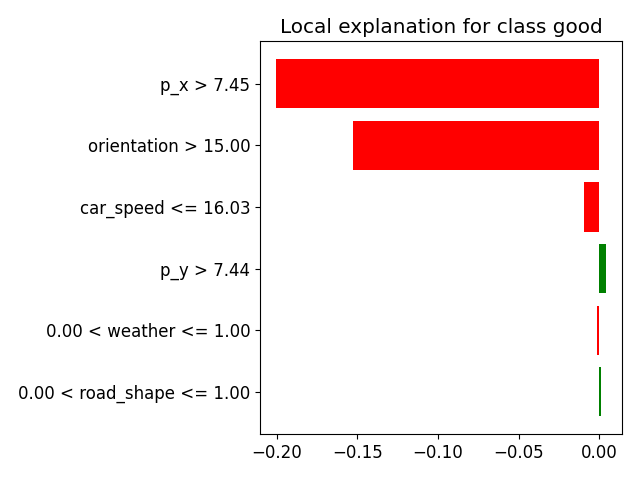 Local explanation for class good
p_x > 7.45
orientation > 15.00
car_speed <= 16.03
p_y > 7.44
0.00 < weather <= 1.00
0.00 < road_shape <= 1.00
−0.20 −0.15 −0.10 −0.05 0.00